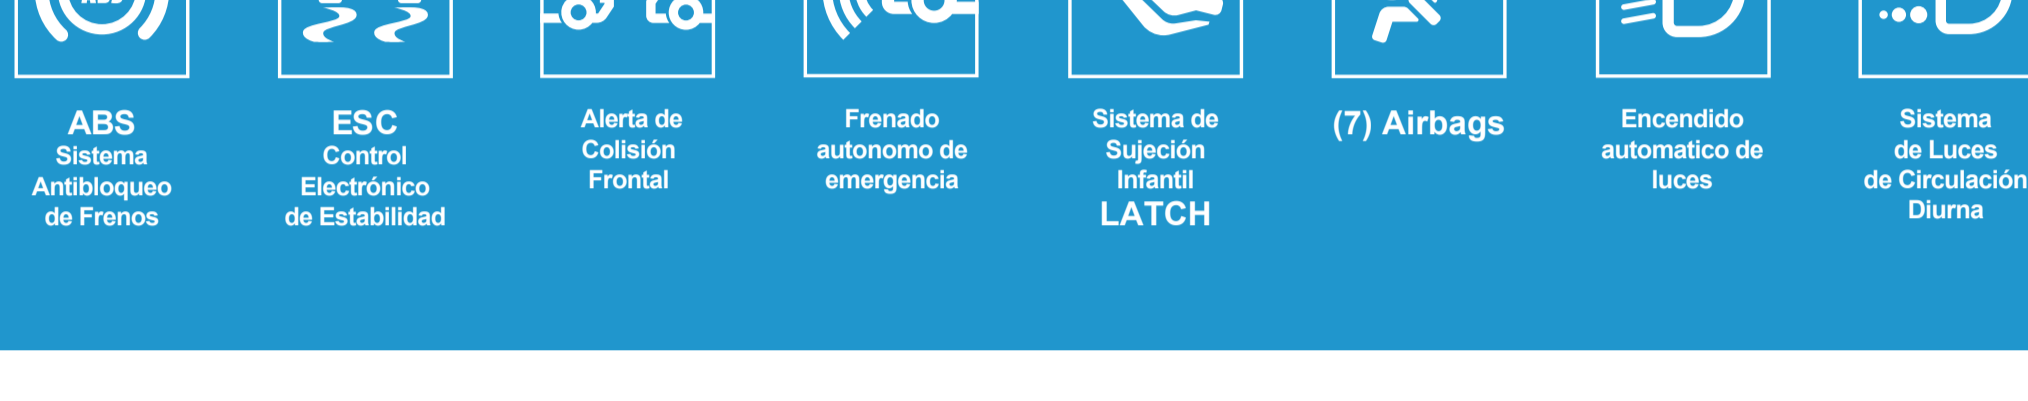 ABS
Sistema
Antibloqueo
de Frenos
ESC
Control
Electrónico
de Estabilidad
Alerta de
Colisión
Frontal
Frenado
autonomo de
emergencia
Sistema de
Sujeción
Infantil
LATCH
(7) Airbags
Encendido
automatico de
luces
Sistema
de Luces
de Circulación
Diurna